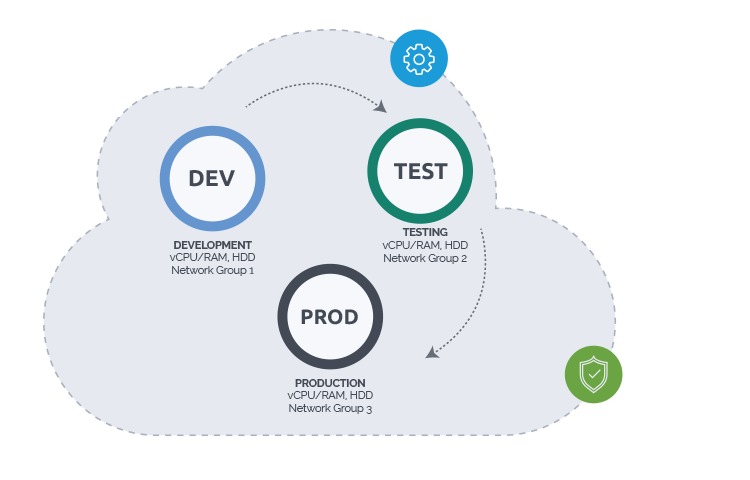 DEV
DEVELOPMENT
vCPU/RAM, HDD
Network Group 1
TEST
TESTING
vCPU/RAM, HDD
Network Group 2
PROD
PRODUCTION
vCPU/RAM, HDD
Network Group 3